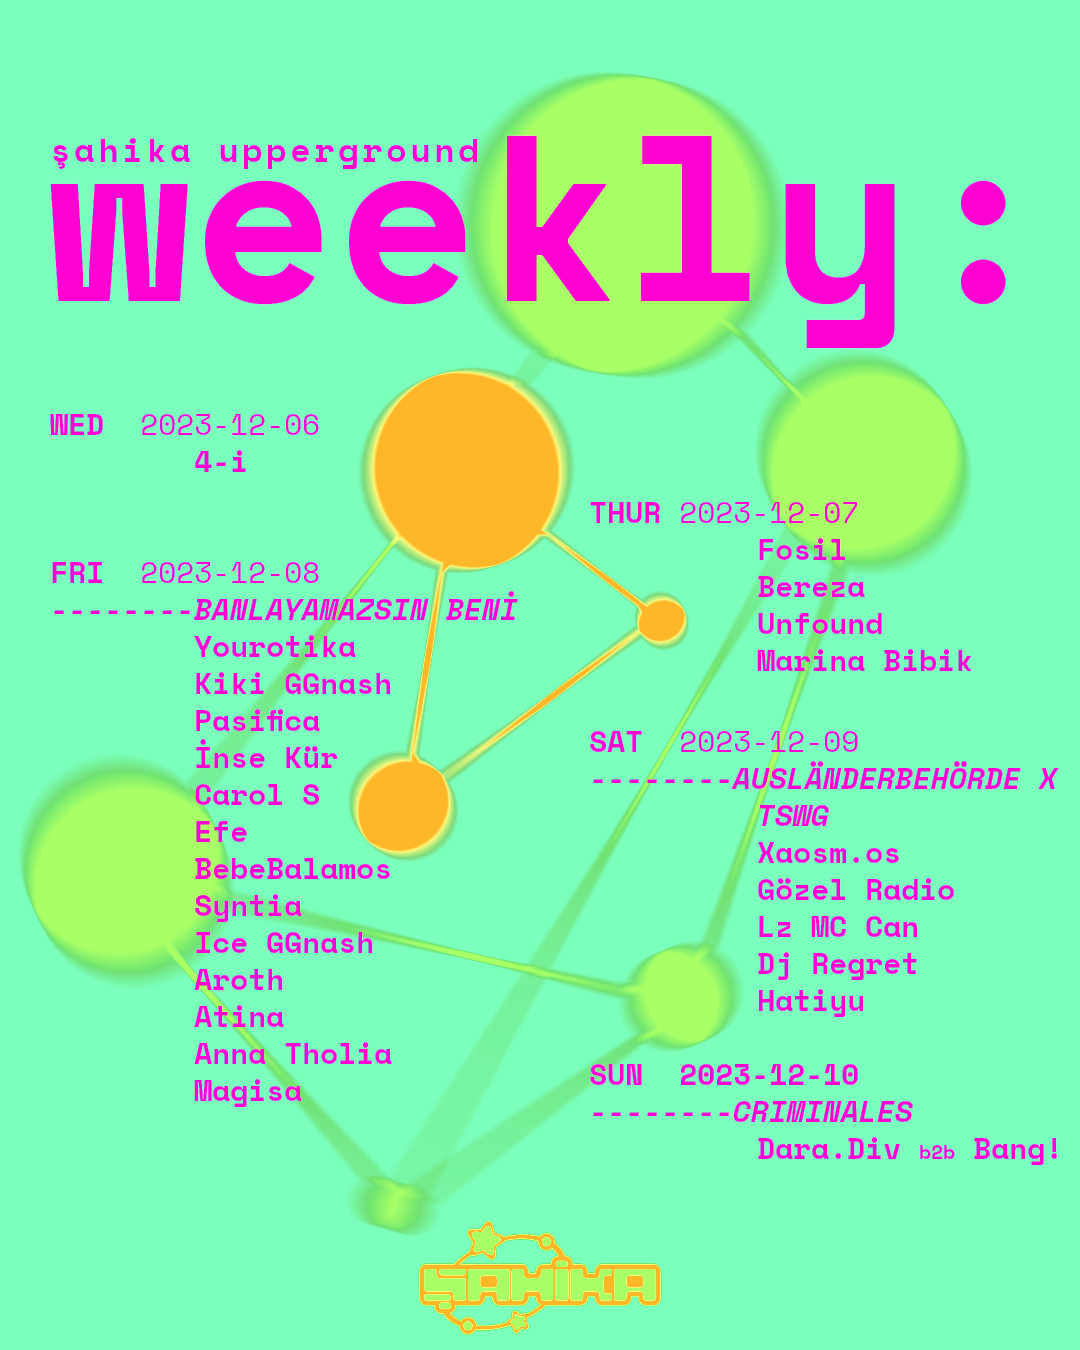 şahika upperground
weekly:
WED 2023-12-06
4-i
THUR 2023-12-07
Fosil
Bereza
Unfound
Marina Bibik
FRI 2023-12-08
--------BANLAYAMAZSIN BENİ
Yourotika
Kiki GGnash
Pasifica
İnse Kür
Carol S
Efe
BebeBalamos
Syntia
Ice GGnash
Aroth
Atina
Anna Tholia
Magisa
SAT 2023-12-09
--------AUSLÄNDERBEHÖRDE X
TSWG
Xaosm.os
Gözel Radio
Lz MC Can
Dj Regret
Hatiyu
SUN 2023-12-10
--------CRIMINALES
Dara.Div b2b Bang!
ŞAHİKA